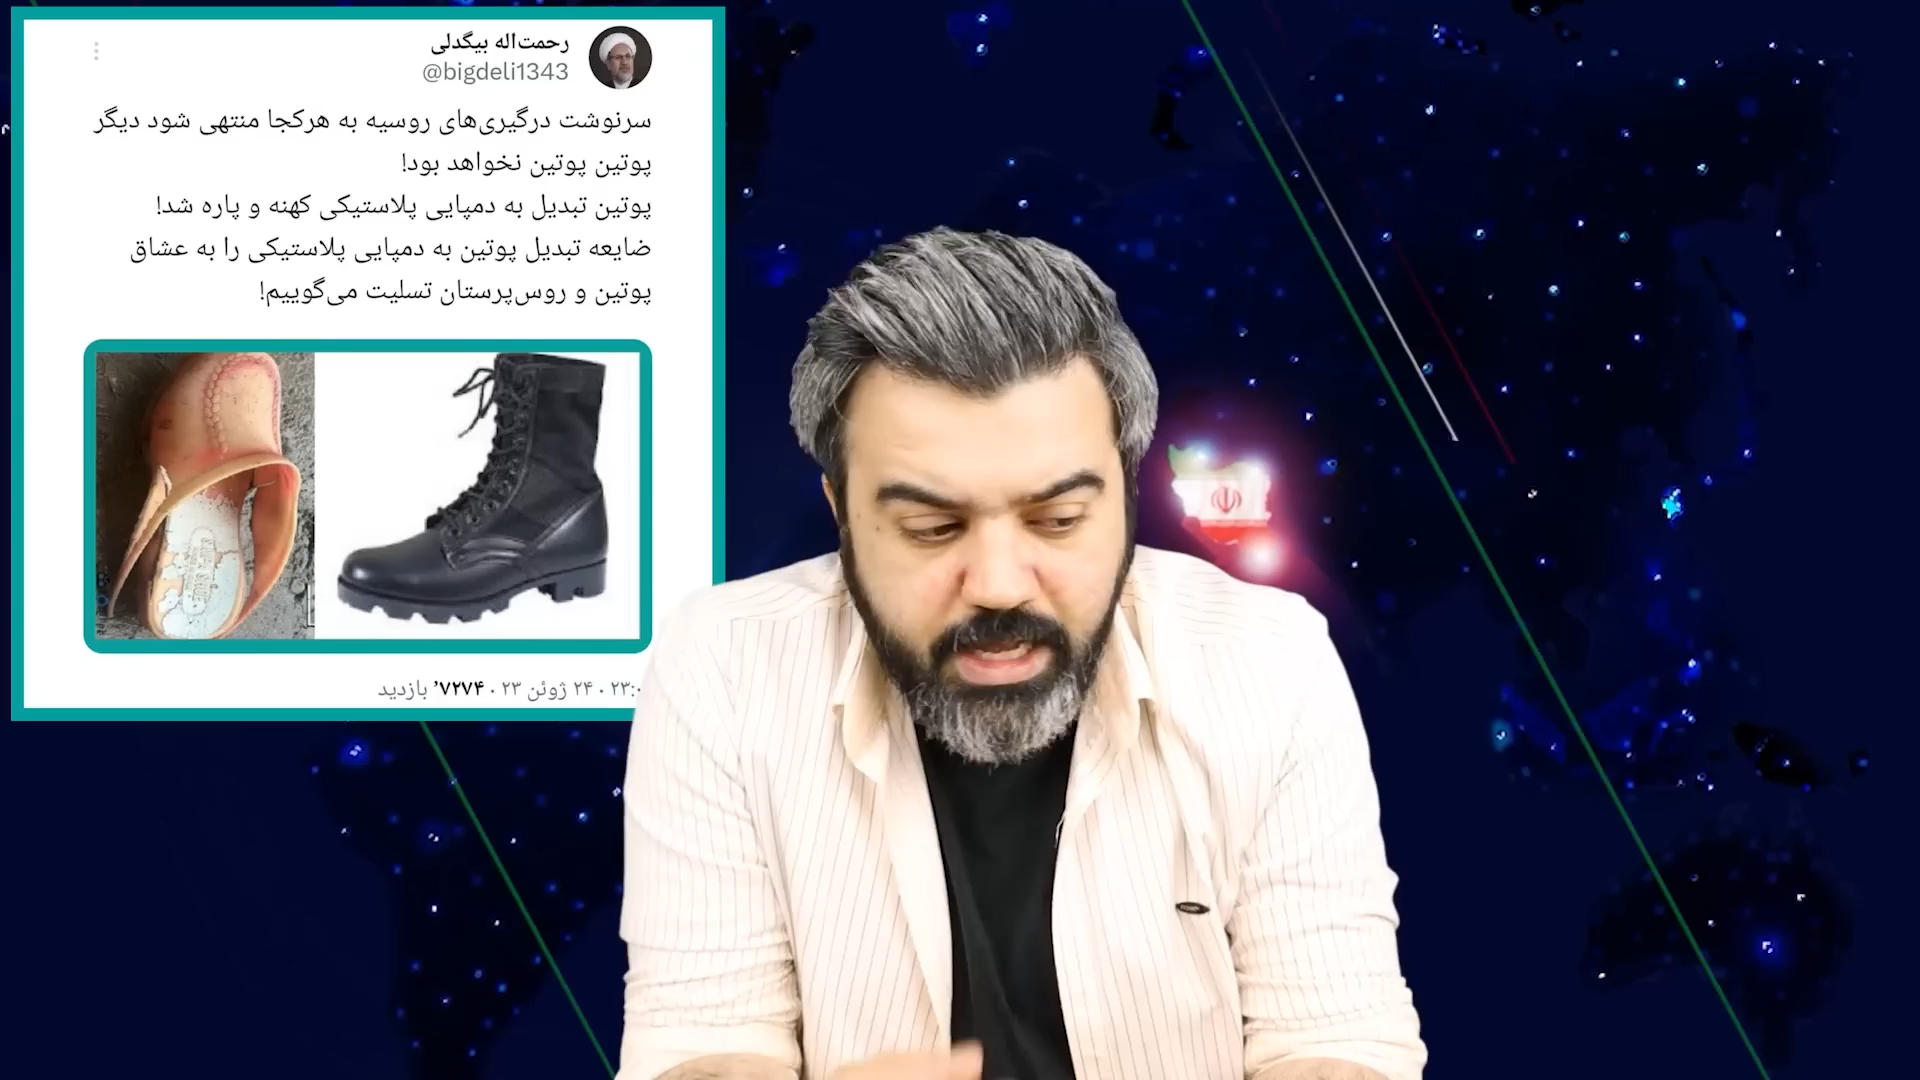 رحمت‌اله بیگدلی
@bigdeli1343
سرنوشت درگیری‌های روسیه به هرکجا منتهی شود دیگر
پوتین پوتین نخواهد بود!
پوتین تبدیل به دمپایی پلاستیکی کهنه و پاره شد!
ضایعه تبدیل پوتین به دمپایی پلاستیکی را به عشاق
پوتین و روس‌پرستان تسلیت می‌گوییم!
۲۳:۰ · ۲۴ ژوئن ۲۳ · ۷۲۷۴٬ بازدید